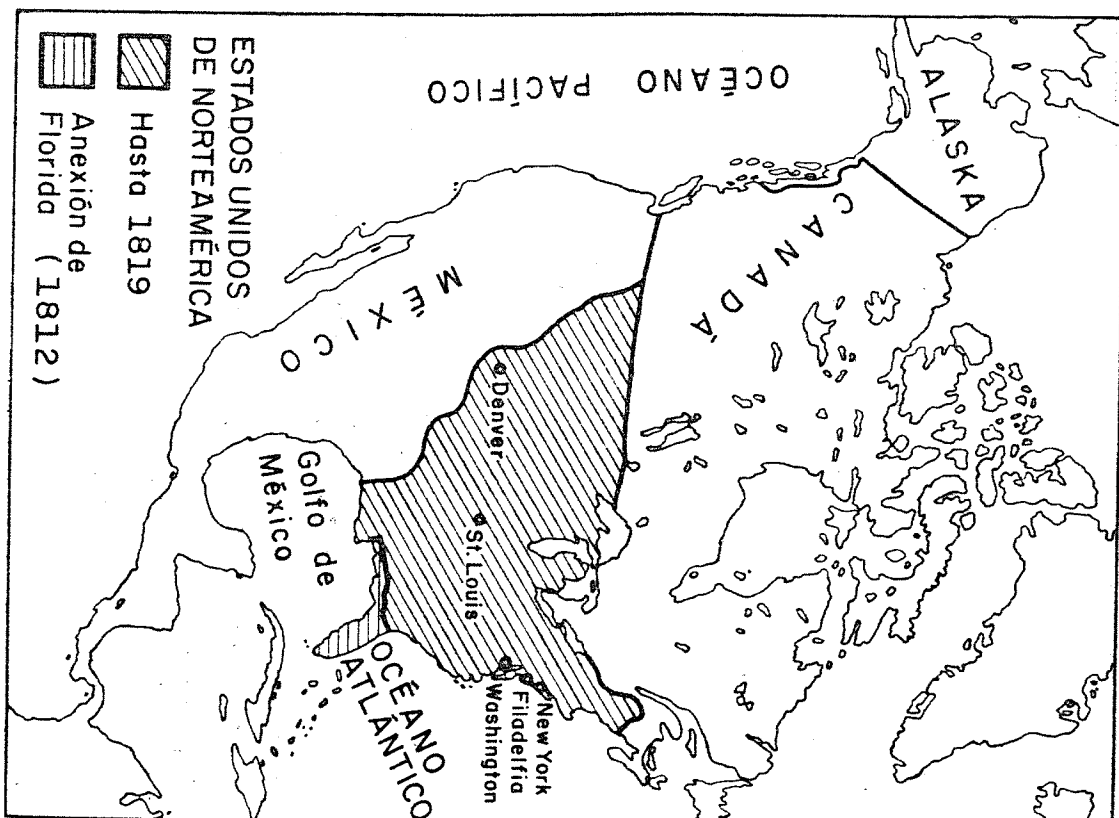 ALASKA
CANADÁ
OCÉANO PACÍFICO
MÉXICO
Denver
St. Louis
New York
Filadelfia
Washington
OCÉANO
ATLÁNTICO
Golfo de
México
ESTADOS UNIDOS
DE NORTEAMÉRICA
Hasta 1819
Anexión de
Florida (1812)